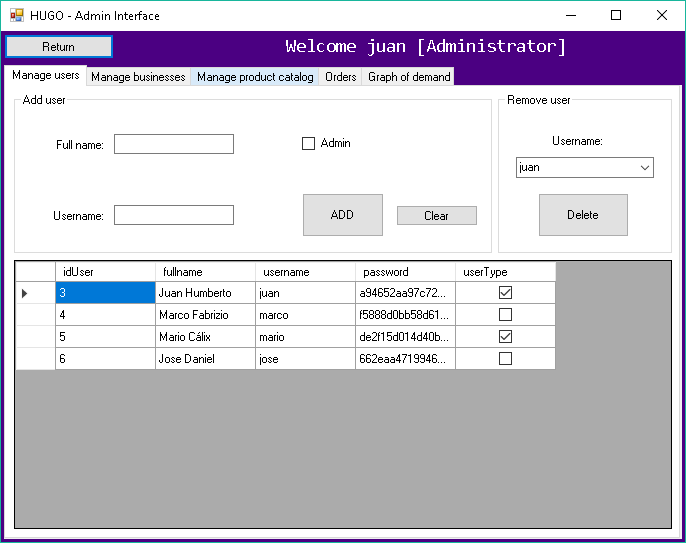 HUGO - Admin Interface
Return
Welcome juan [Administrator]
Manage users Manage businesses Manage product catalog Orders Graph of demand
Add user
Remove user
Full name:
Admin
Username:
juan
Username:
ADD
Clear
Delete
idUser fullname username password userType
3 Juan Humberto juan a94652aa97c72...
4 Marco Fabrizio marco f5888d0bb58d61...
5 Mario Cálix mario de2f15d014d40b...
6 Jose Daniel jose 662eaa4719946...